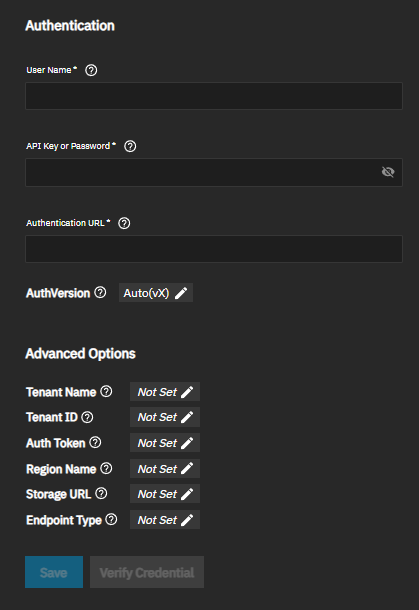 Authentication
User Name *
API Key or Password *
Authentication URL *
AuthVersion Auto(vX)
Advanced Options
Tenant Name Not Set
Tenant ID Not Set
Auth Token Not Set
Region Name Not Set
Storage URL Not Set
Endpoint Type Not Set
Save Verify Credential